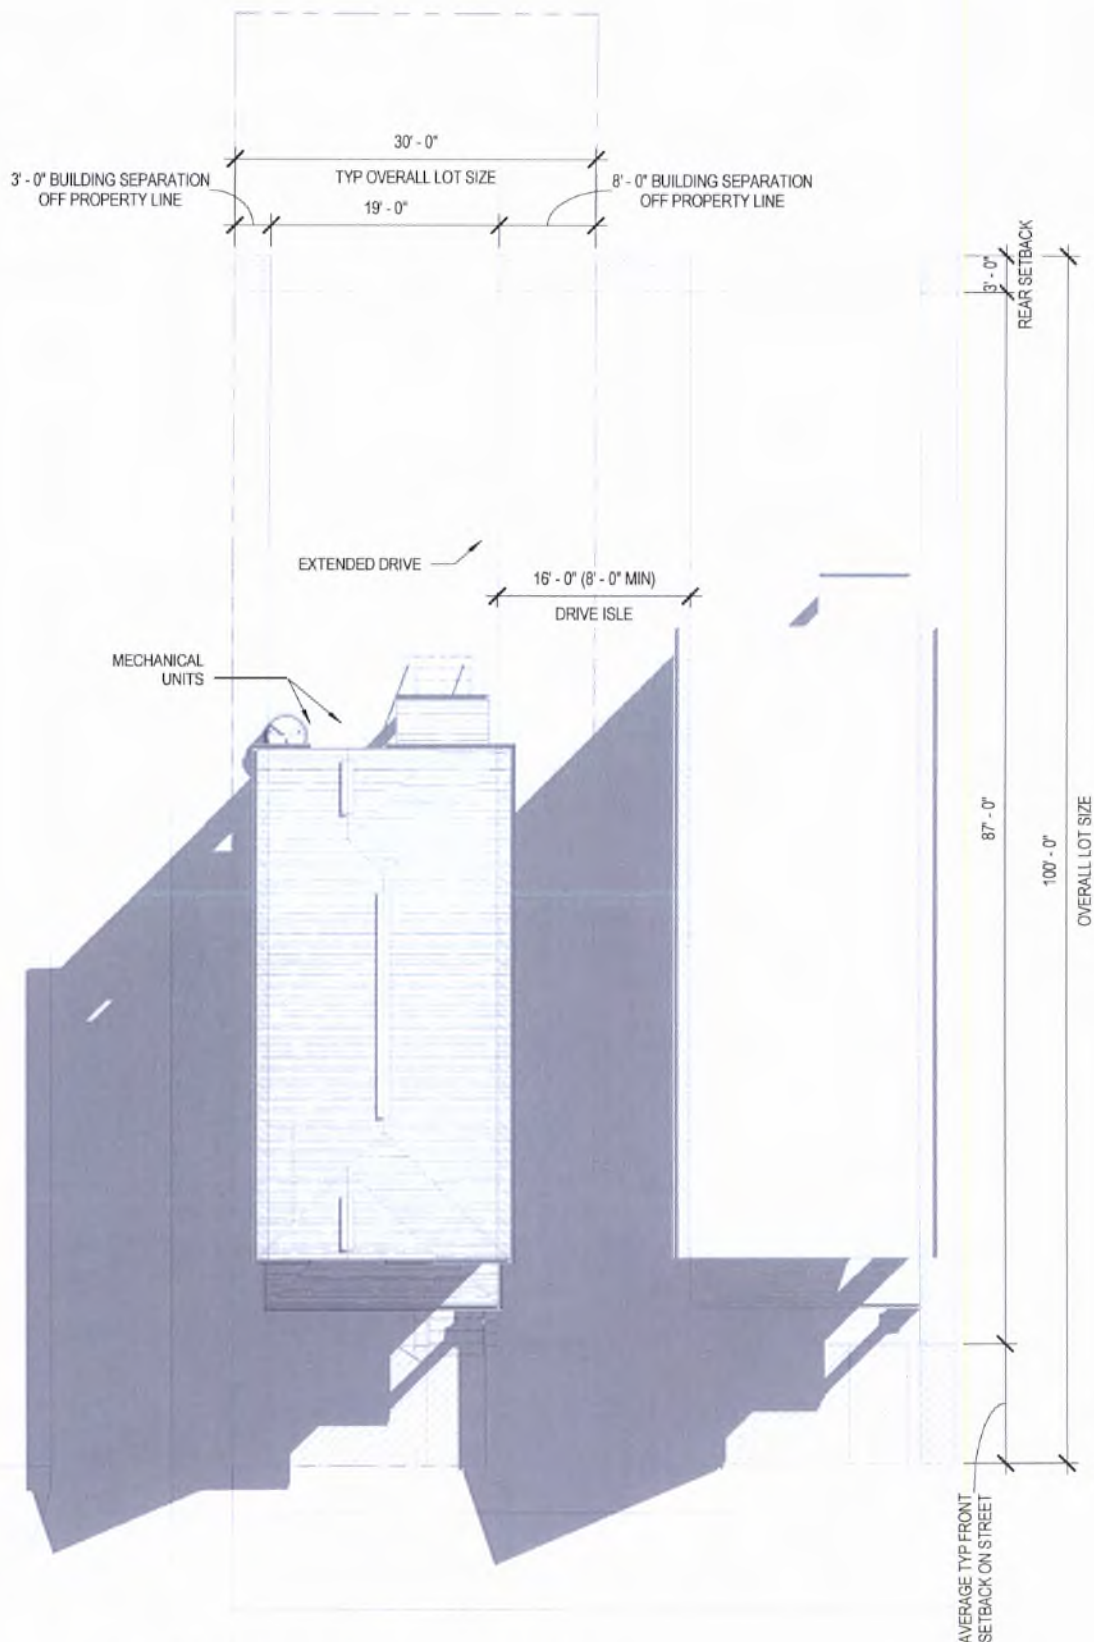 30' - 0"
TYP OVERALL LOT SIZE
3' - 0" BUILDING SEPARATION
OFF PROPERTY LINE
8' - 0" BUILDING SEPARATION
OFF PROPERTY LINE
19' - 0"
3' - 0"
REAR SETBACK
EXTENDED DRIVE
16' - 0" (8' - 0" MIN)
DRIVE ISLE
MECHANICAL
UNITS
87' - 0"
100' - 0"
OVERALL LOT SIZE
AVERAGE TYP FRONT
SETBACK ON STREET